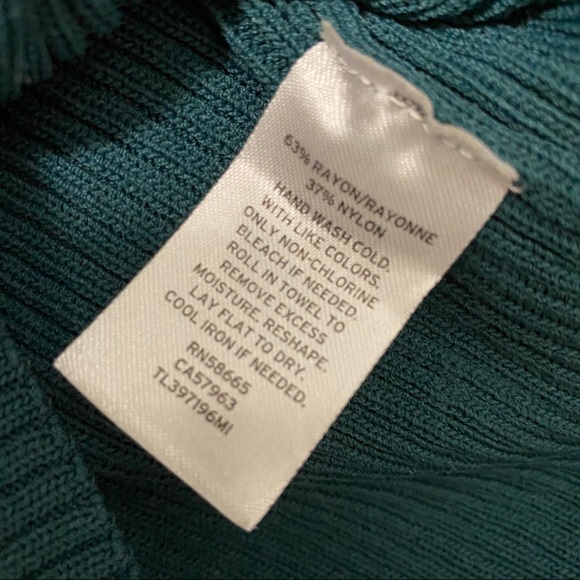 63% RAYON/RAYONNE
37% NYLON
HAND WASH COLD.
WITH LIKE COLORS.
ONLY NON-CHLORINE
BLEACH IF NEEDED.
ROLL IN TOWEL TO
REMOVE EXCESS
MOISTURE. RESHAPE.
LAY FLAT TO DRY.
COOL IRON IF NEEDED.
RN58665
CA57963
TL397196MI